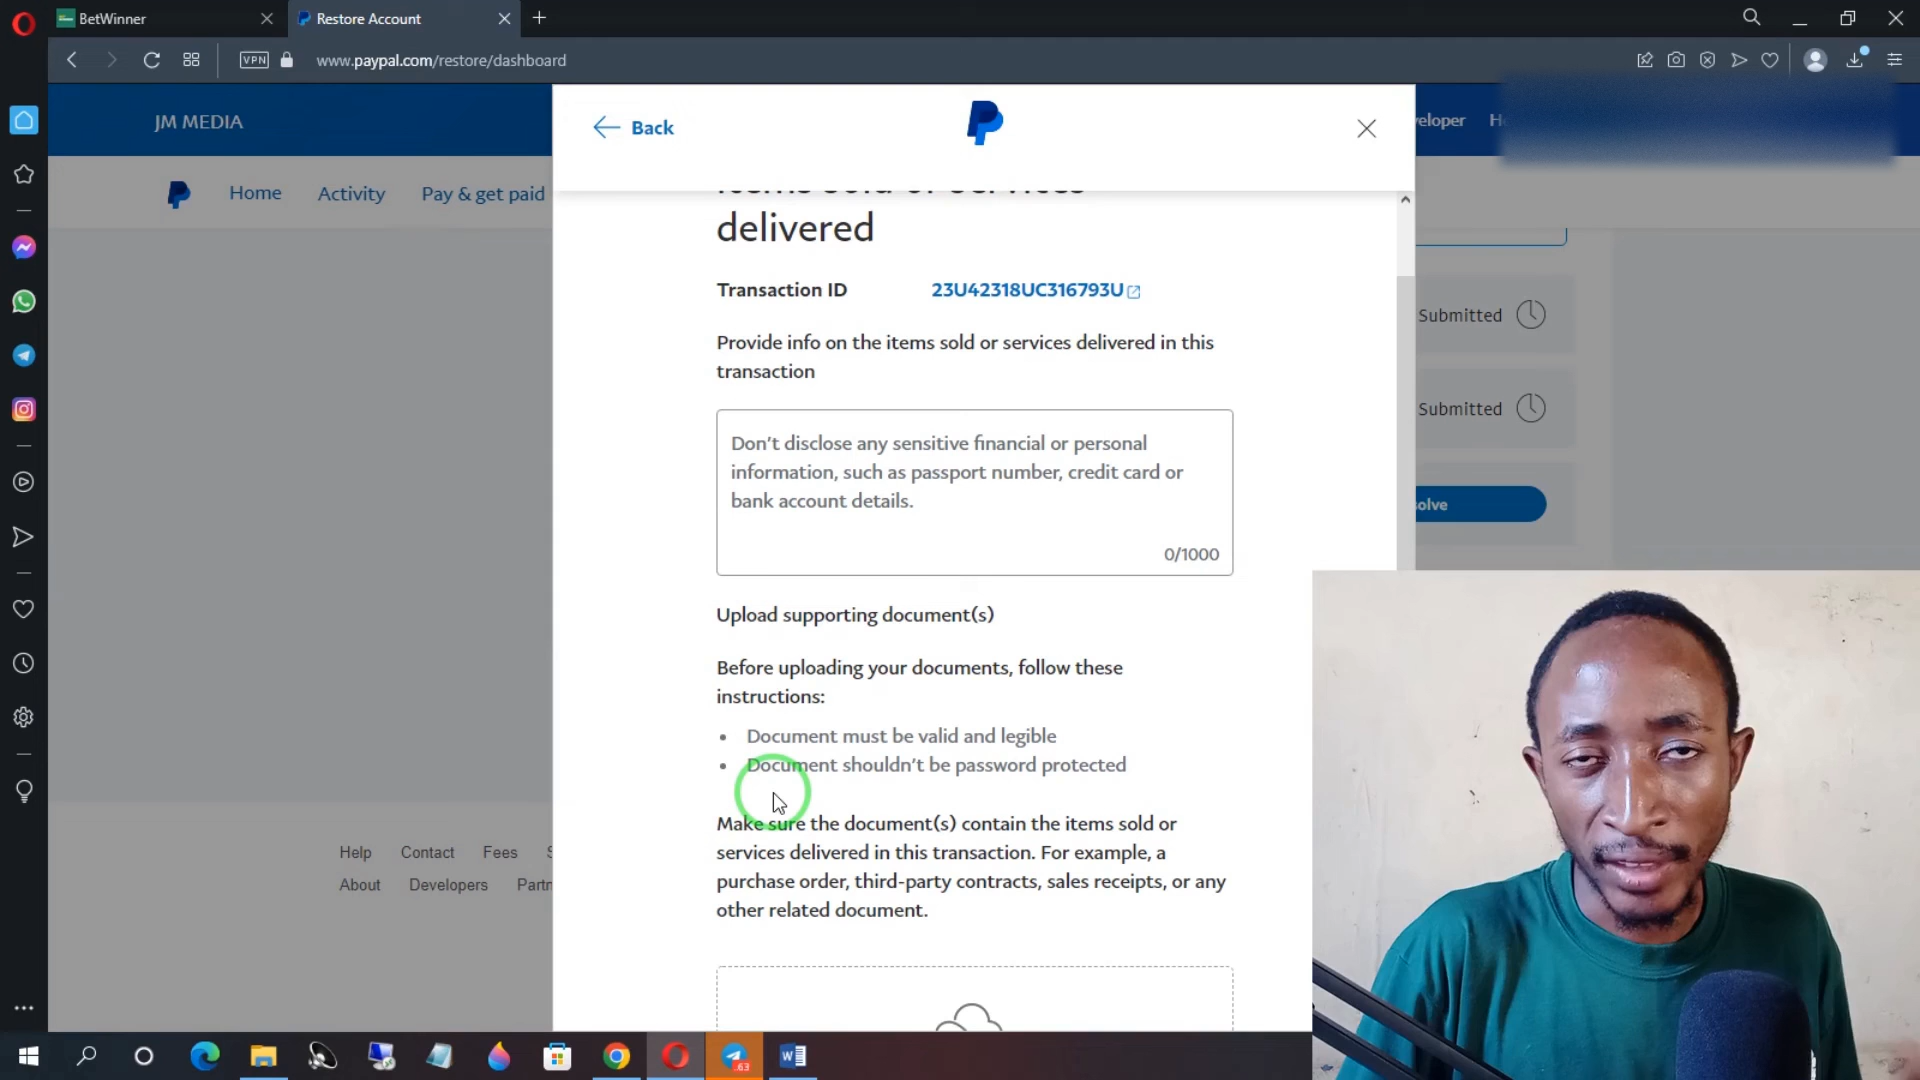 BetWinner
Restore Account
VPN
www.paypal.com/restore/dashboard
JM MEDIA
Back
veloper
Home
Activity
Pay & get paid
delivered
Transaction ID
23U42318UC316793U
Provide info on the items sold or services delivered in this
transaction
Don't disclose any sensitive financial or personal
information, such as passport number, credit card or
bank account details.
0/1000
Submitted
Submitted
solve
Upload supporting document(s)
Before uploading your documents, follow these
instructions:
• Document must be valid and legible
• Document shouldn't be password protected
Make sure the document(s) contain the items sold or
services delivered in this transaction. For example, a
purchase order, third-party contracts, sales receipts, or any
other related document.
Help
Contact
Fees
About
Developers
Partn
63